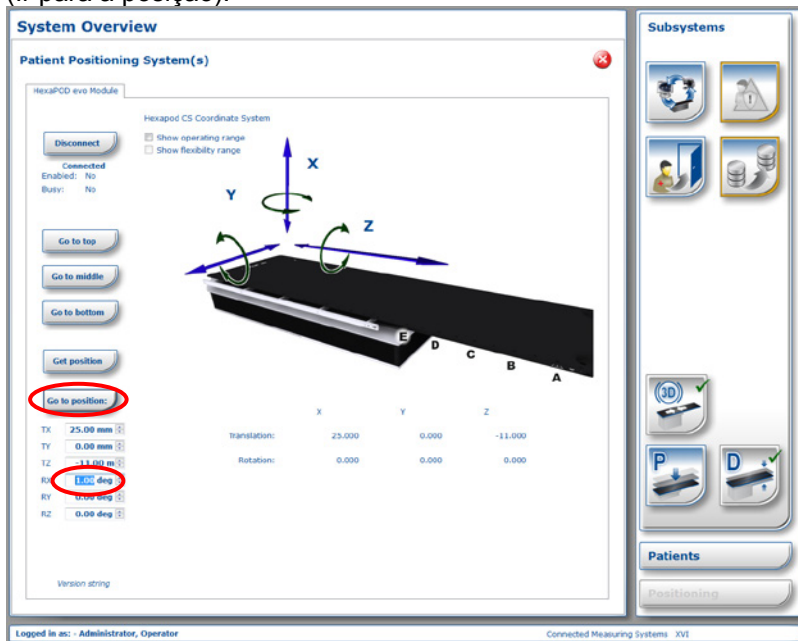 (ir para a posição).
System Overview
Subsystems
Patient Positioning System(s)
HexaPOD evo Module
Hexapod CS Coordinate System
Disconnect
Show operating range
Show flexibility range
Connected
Enabled: No
Busy: No
X
Y
Z
Go to top
Go to middle
Go to bottom
E
D
C
B
A
Get position
Go to position:
X Y Z
TX 25.00 mm
Translation: 25.000 0.000 -11.000
TY 0.00 mm
TZ -11.00 m
Rotation: 0.000 0.000 0.000
RX 1.00 deg
RY 0.00 deg
RZ 0.00 deg
(3D)
P
D
Version string
Patients
Positioning
Logged in as: - Administrator, Operator
Connected Measuring Systems XVI